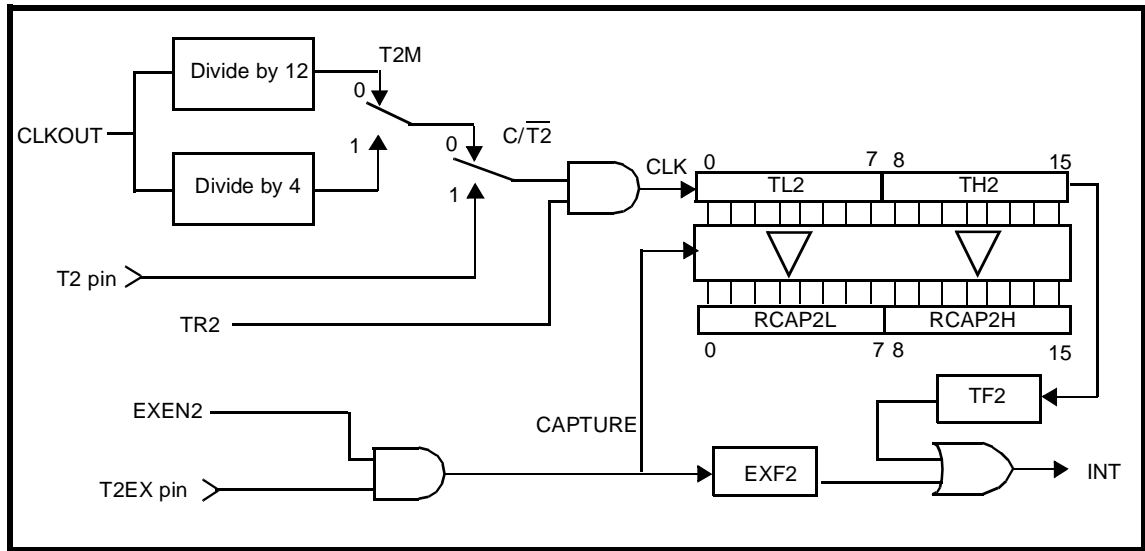 Divide by 12
T2M
0
CLKOUT
1
C/T2
0
1
Divide by 4
CLK
0 7 8 15
TL2 TH2
T2 pin
TR2
RCAP2L RCAP2H
0 7 8 15
TF2
EXEN2
CAPTURE
EXF2
INT
T2EX pin